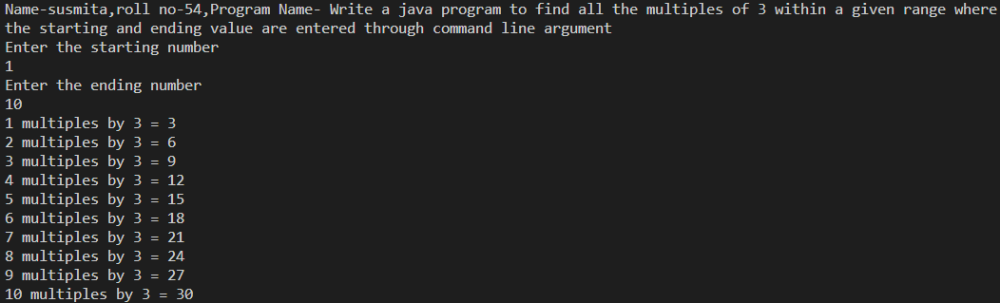 Name-susmita,roll no-54,Program Name- Write a java program to find all the multiples of 3 within a given range where
the starting and ending value are entered through command line argument
Enter the starting number
1
Enter the ending number
10
1 multiples by 3 = 3
2 multiples by 3 = 6
3 multiples by 3 = 9
4 multiples by 3 = 12
5 multiples by 3 = 15
6 multiples by 3 = 18
7 multiples by 3 = 21
8 multiples by 3 = 24
9 multiples by 3 = 27
10 multiples by 3 = 30